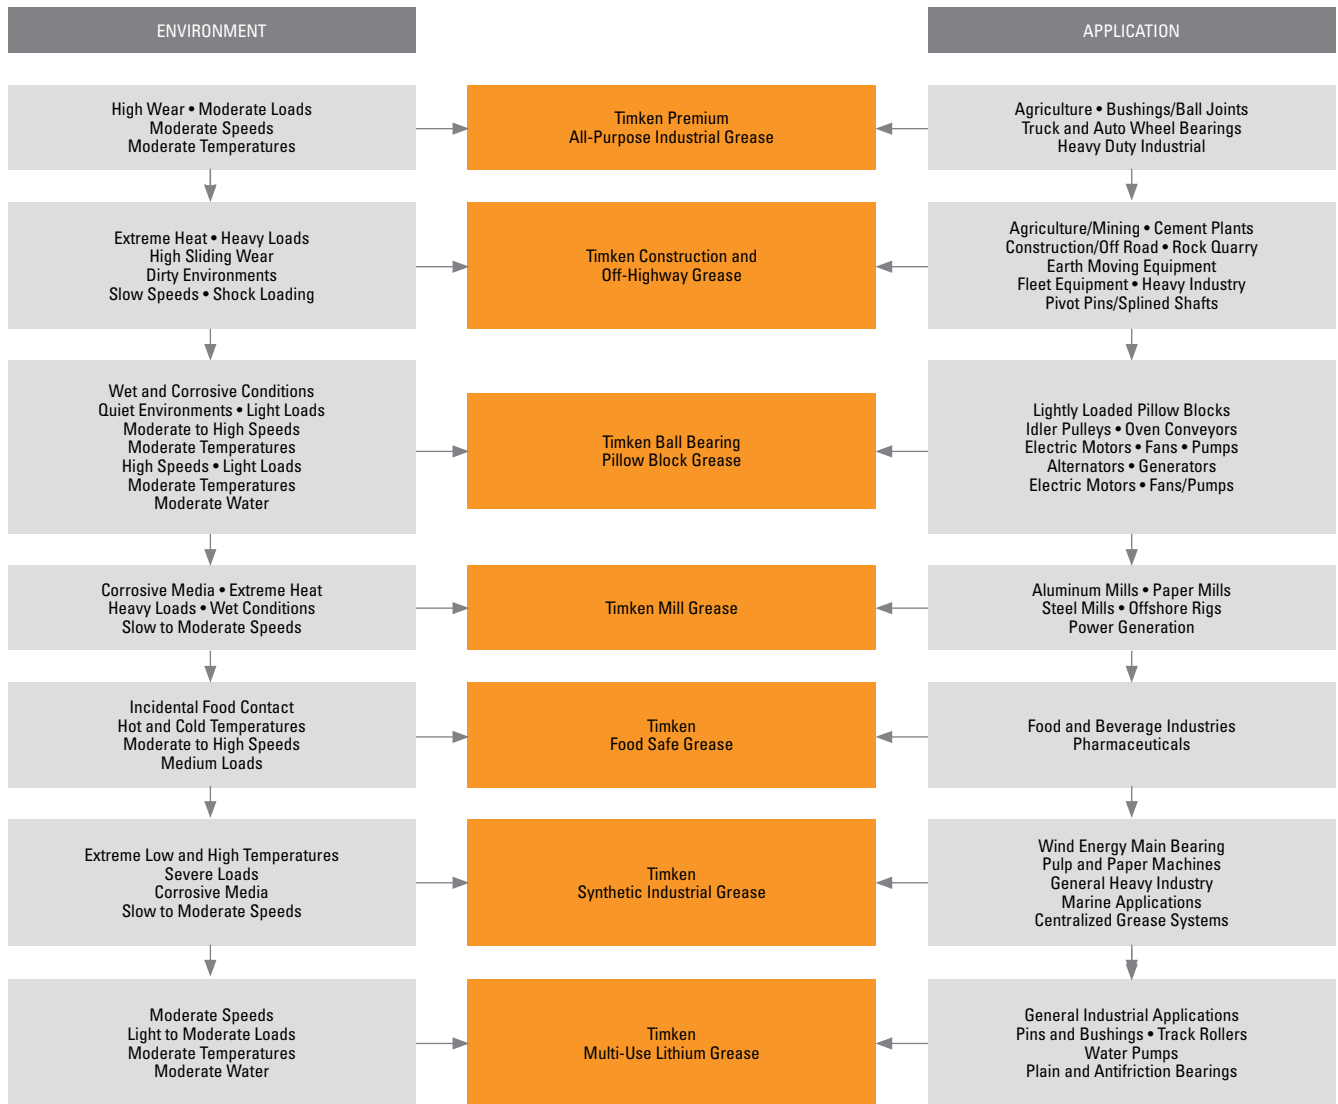 ENVIRONMENT
APPLICATION
High Wear • Moderate Loads
Moderate Speeds
Moderate Temperatures
Timken Premium
All-Purpose Industrial Grease
Agriculture • Bushings/Ball Joints
Truck and Auto Wheel Bearings
Heavy Duty Industrial
Extreme Heat • Heavy Loads
High Sliding Wear
Dirty Environments
Slow Speeds • Shock Loading
Timken Construction and
Off-Highway Grease
Agriculture/Mining • Cement Plants
Construction/Off Road • Rock Quarry
Earth Moving Equipment
Fleet Equipment • Heavy Industry
Pivot Pins/Splined Shafts
Wet and Corrosive Conditions
Quiet Environments • Light Loads
Moderate to High Speeds
Moderate Temperatures
High Speeds • Light Loads
Moderate Temperatures
Moderate Water
Timken Ball Bearing
Pillow Block Grease
Lightly Loaded Pillow Blocks
Idler Pulleys • Oven Conveyors
Electric Motors • Fans • Pumps
Alternators • Generators
Electric Motors • Fans/Pumps
Corrosive Media • Extreme Heat
Heavy Loads • Wet Conditions
Slow to Moderate Speeds
Timken Mill Grease
Aluminum Mills • Paper Mills
Steel Mills • Offshore Rigs
Power Generation
Incidental Food Contact
Hot and Cold Temperatures
Moderate to High Speeds
Medium Loads
Timken
Food Safe Grease
Food and Beverage Industries
Pharmaceuticals
Extreme Low and High Temperatures
Severe Loads
Corrosive Media
Slow to Moderate Speeds
Timken
Synthetic Industrial Grease
Wind Energy Main Bearing
Pulp and Paper Machines
General Heavy Industry
Marine Applications
Centralized Grease Systems
Moderate Speeds
Light to Moderate Loads
Moderate Temperatures
Moderate Water
Timken
Multi-Use Lithium Grease
General Industrial Applications
Pins and Bushings • Track Rollers
Water Pumps
Plain and Antifriction Bearings